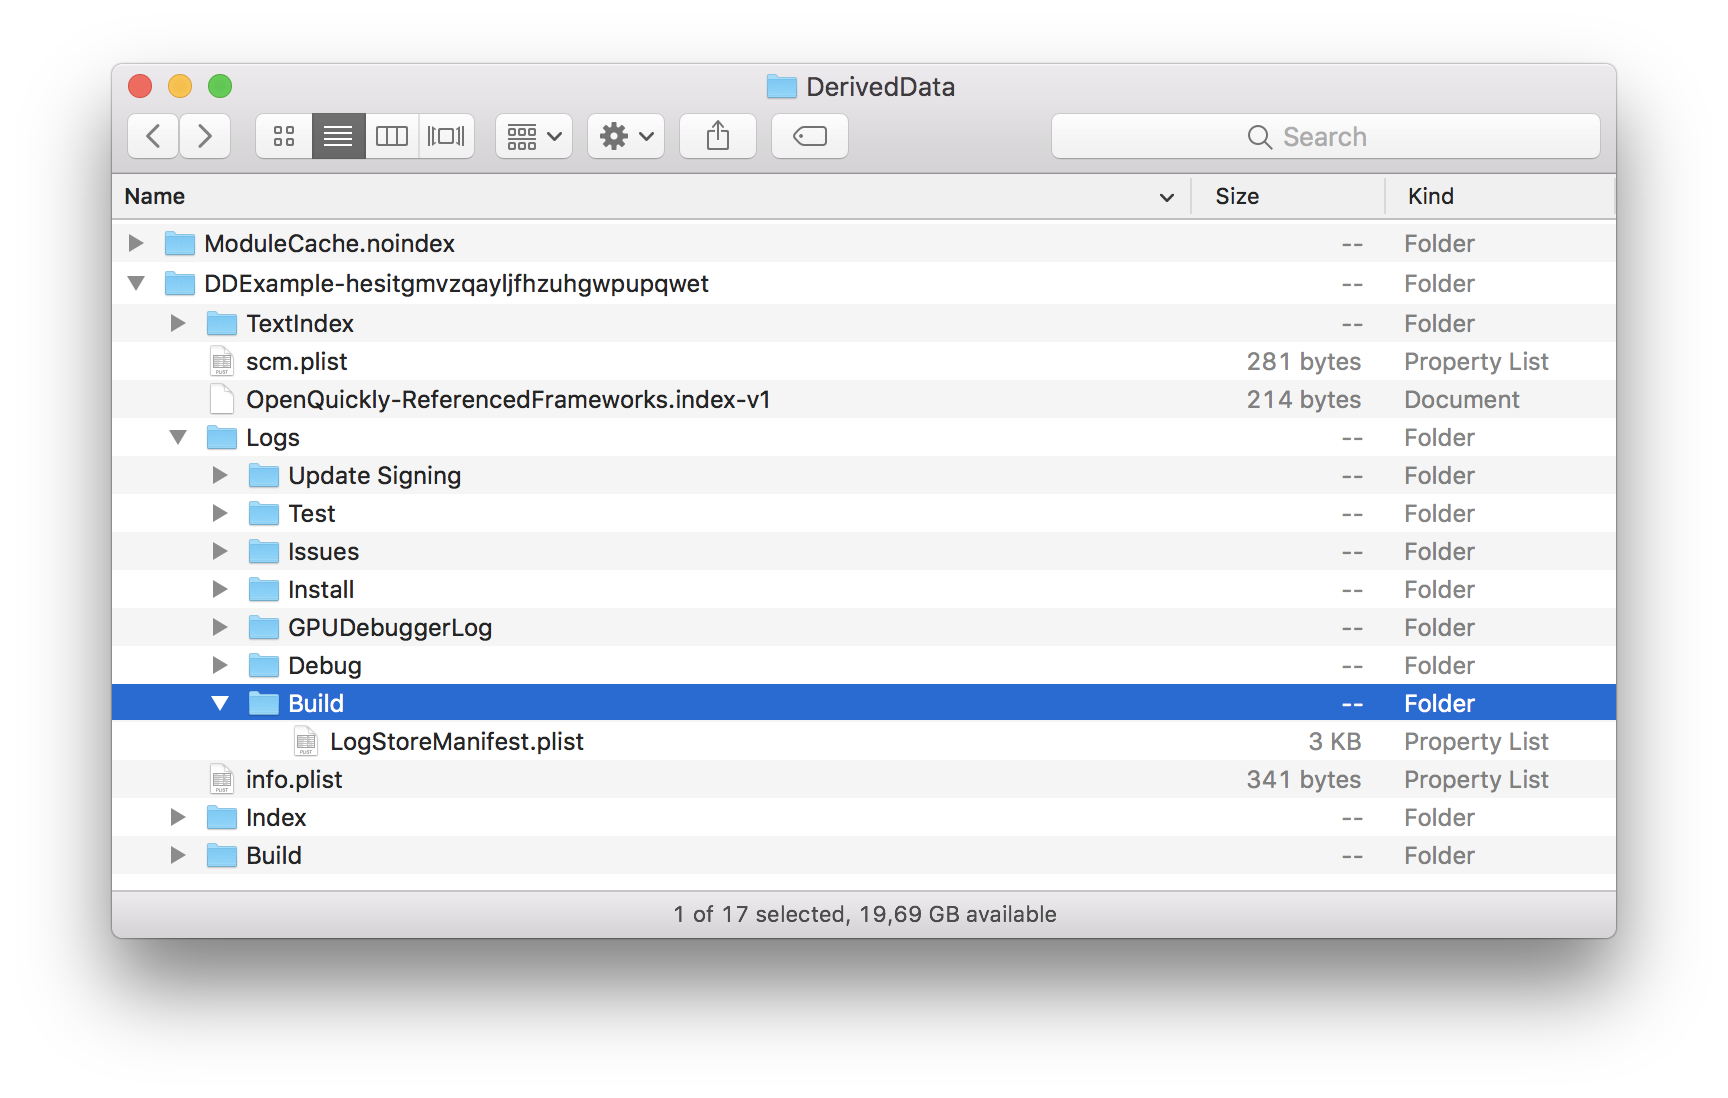 DerivedData
Search
Name Size Kind
ModuleCache.noindex -- Folder
DDExample-hesitgmvzqayljfhzuhgwpupqwet -- Folder
TextIndex -- Folder
scm.plist 281 bytes Property List
OpenQuickly-ReferencedFrameworks.index-v1 214 bytes Document
Logs -- Folder
Update Signing -- Folder
Test -- Folder
Issues -- Folder
Install -- Folder
GPUDebuggerLog -- Folder
Debug -- Folder
Build -- Folder
LogStoreManifest.plist 3 KB Property List
info.plist 341 bytes Property List
Index -- Folder
Build -- Folder
1 of 17 selected, 19,69 GB available